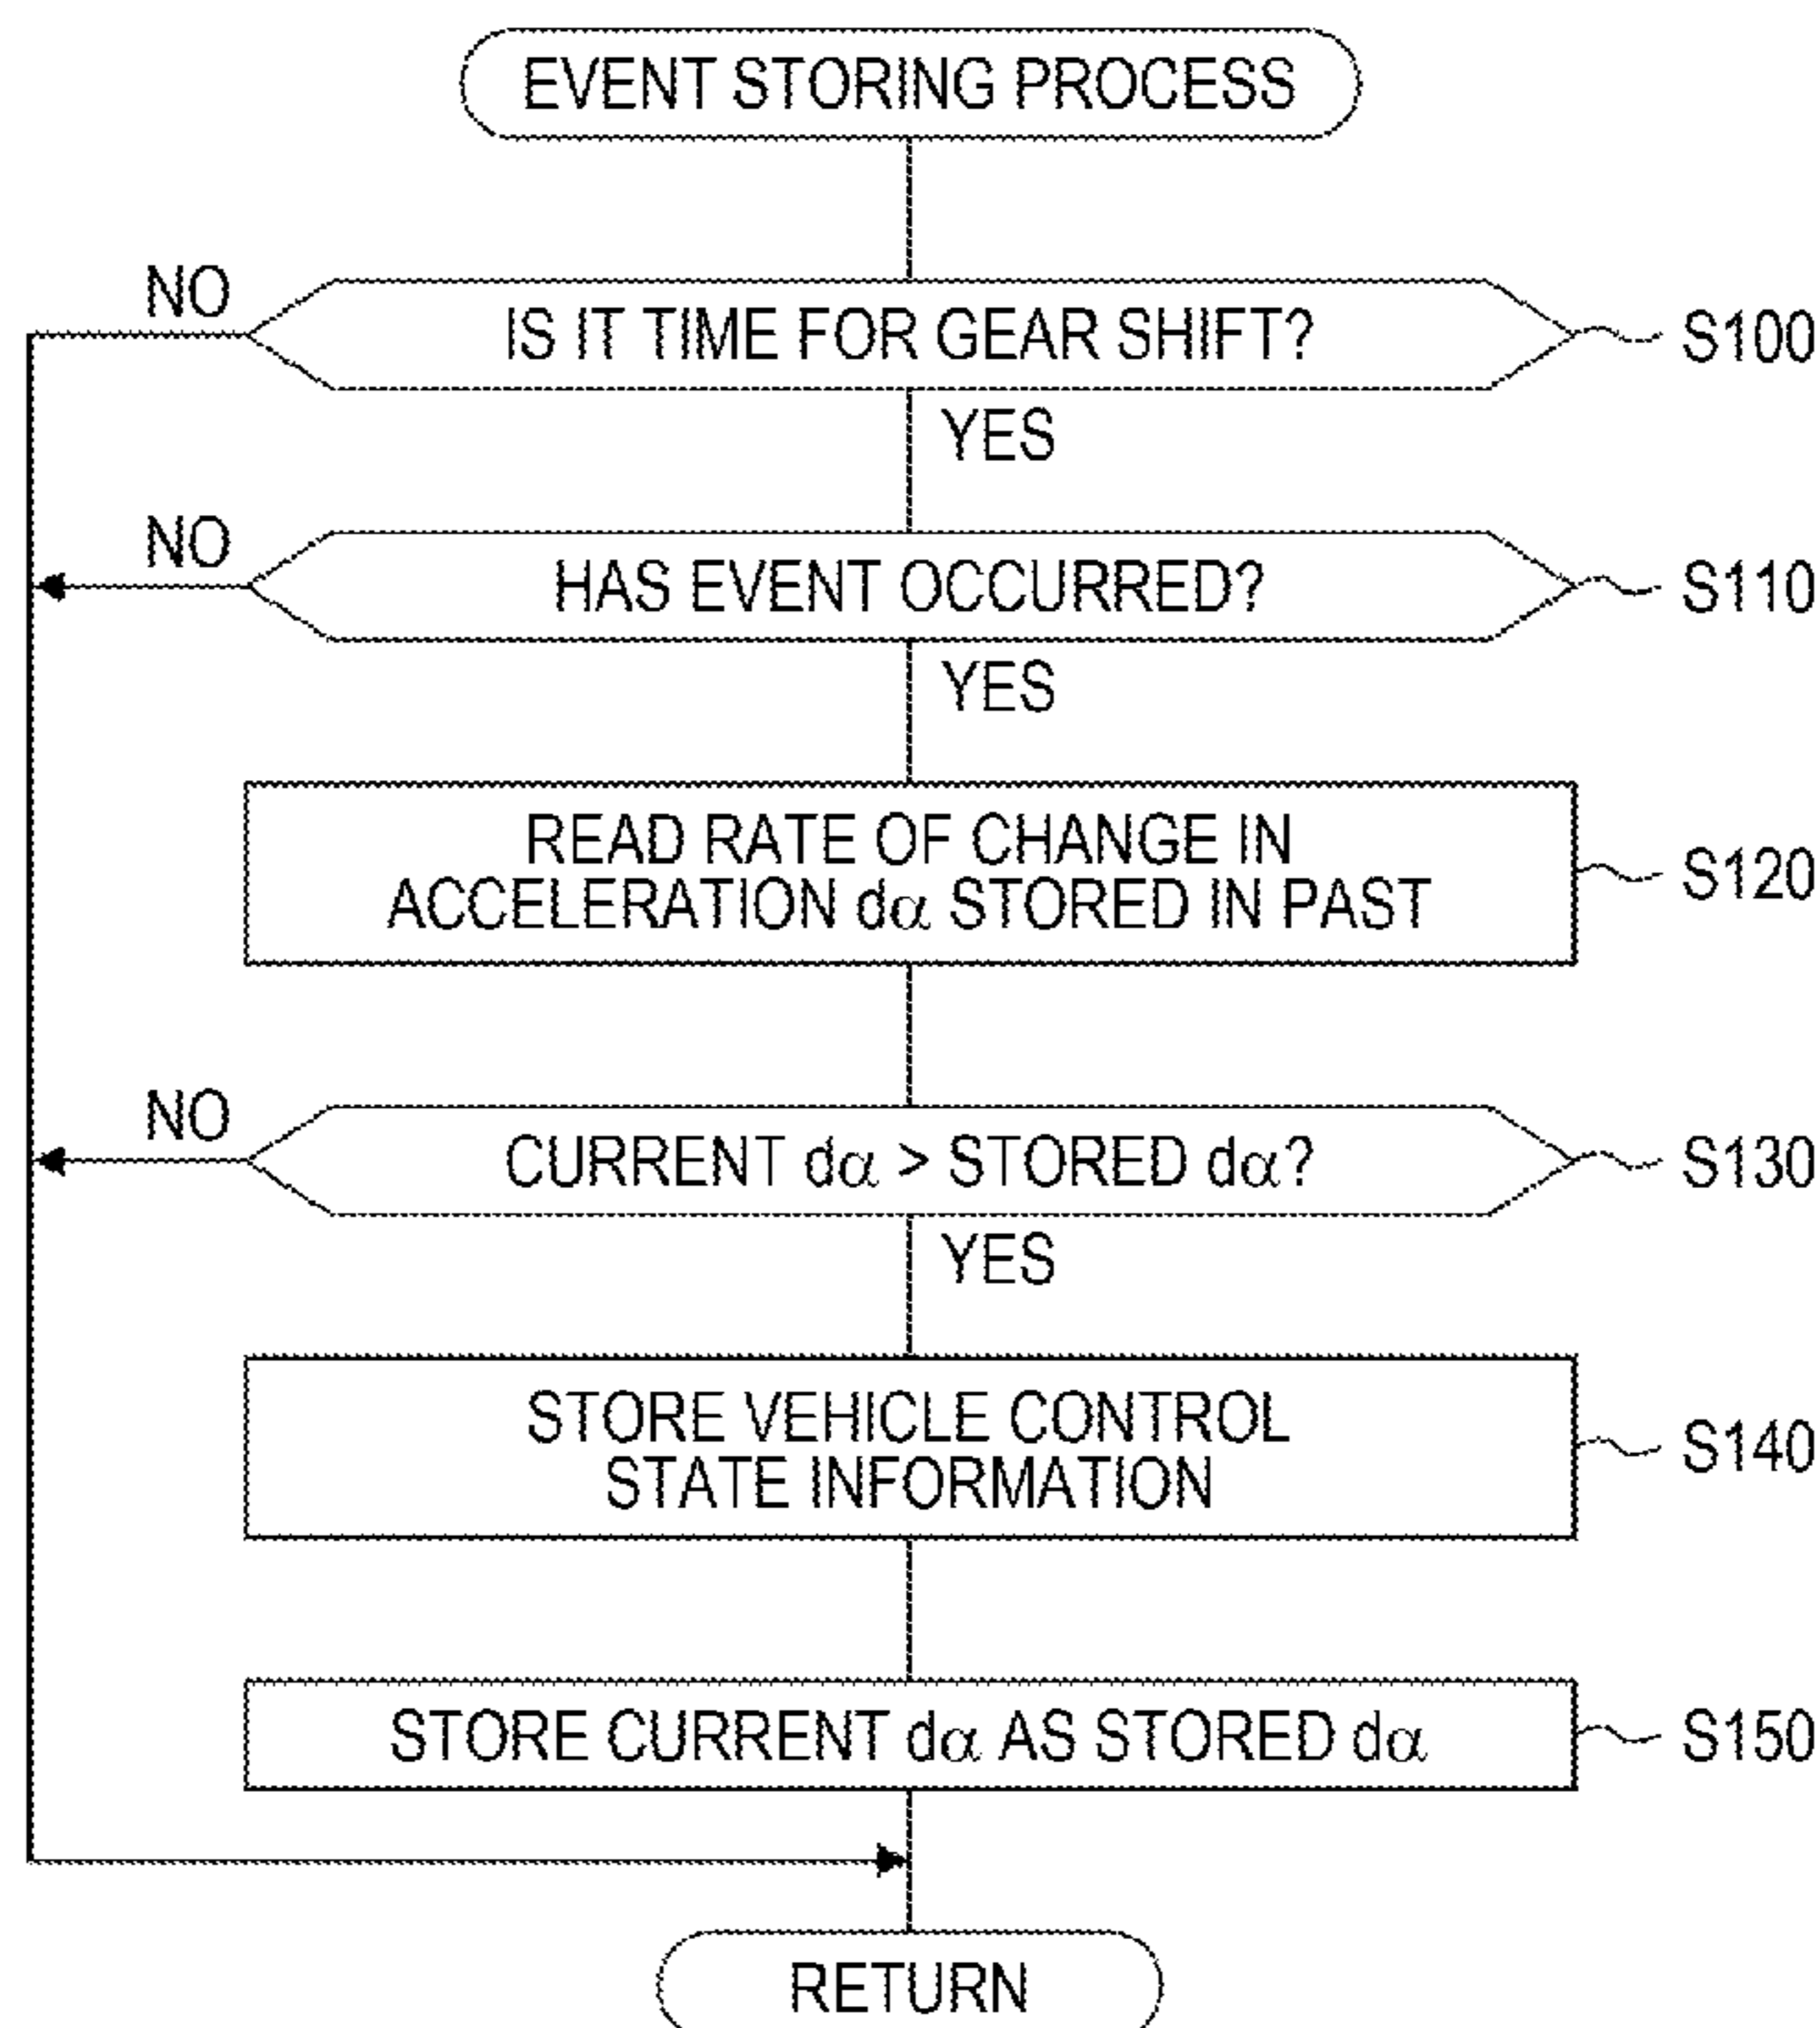 EVENT STORING PROCESS
NO
IS IT TIME FOR GEAR SHIFT?
S100
YES
NO
HAS EVENT OCCURRED?
S110
YES
READ RATE OF CHANGE IN
ACCELERATION dα STORED IN PAST
S120
NO
CURRENT dα > STORED dα?
S130
YES
STORE VEHICLE CONTROL
STATE INFORMATION
S140
STORE CURRENT dα AS STORED dα
S150
RETURN